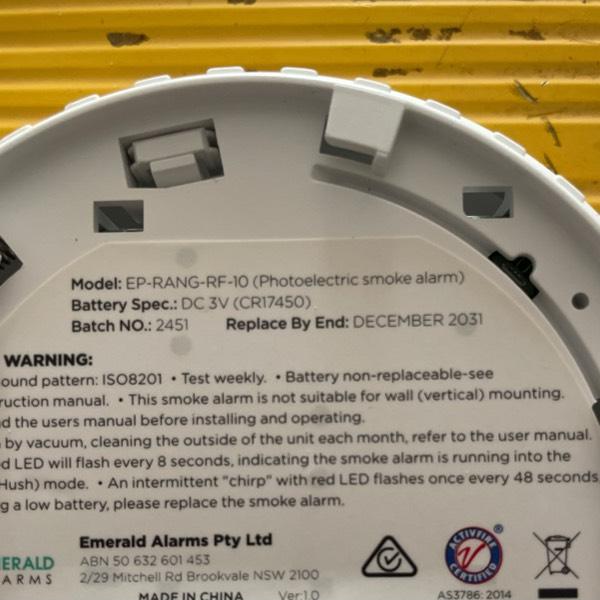 Model: EP-RANG-RF-10 (Photoelectric smoke alarm)
Battery Spec.: DC 3V (CR17450)
Batch NO.: 2451 Replace By End: DECEMBER 2031
WARNING:
ound pattern: ISO8201 • Test weekly. • Battery non-replaceable-see
ruction manual. • This smoke alarm is not suitable for wall (vertical) mounting.
d the users manual before installing and operating.
by vacuum, cleaning the outside of the unit each month, refer to the user manual.
d LED will flash every 8 seconds, indicating the smoke alarm is running into the
Hush) mode. • An intermittent "chirp" with red LED flashes once every 48 seconds
g a low battery, please replace the smoke alarm.
Emerald Alarms Pty Ltd
ABN 50 632 601 453
2/29 Mitchell Rd Brookvale NSW 2100
MADE IN CHINA Ver:1.0
ERALD
ARMS
ACTIVFIRE
CERTIFIED
®
AS3786: 2014